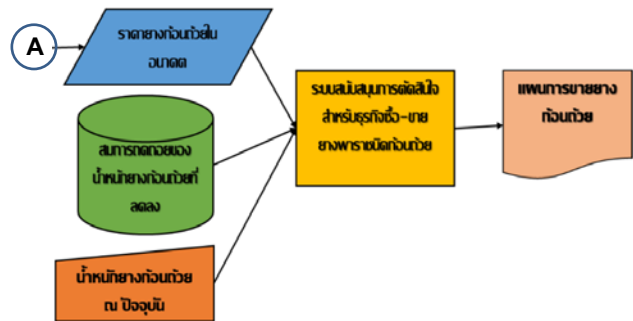 A
ราคายางก้อนถ้วยใน
อนาคต
สมการถดถอยของ
น้ำหนักยางก้อนถ้วยที่
ลดลง
น้ำหนักยางก้อนถ้วย
ณ ปัจจุบัน
ระบบสนับสนุนการตัดสินใจ
สำหรับธุรกิจซื้อ-ขาย
ยางพาราชนิดก้อนถ้วย
แผนการขายยาง
ก้อนถ้วย